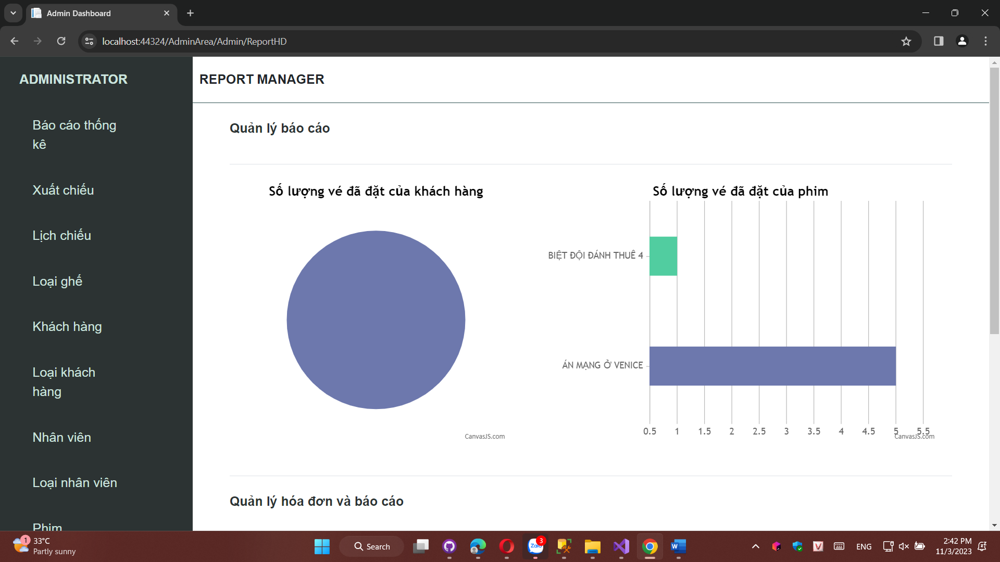 Admin Dashboard
localhost:44324/AdminArea/Admin/ReportHD
ADMINISTRATOR
Báo cáo thống
kê
Xuất chiếu
Lịch chiếu
Loại ghế
Khách hàng
Loại khách
hàng
Nhân viên
Loại nhân viên
Phim
REPORT MANAGER
Quản lý báo cáo
Số lượng vé đã đặt của khách hàng
CanvasJS.com
Số lượng vé đã đặt của phim
BIỆT ĐỘI ĐÁNH THUÊ 4
ÁN MẠNG Ở VENICE
0.5 1 1.5 2 2.5 3 3.5 4 4.5 5 5.5
CanvasJS.com
Quản lý hóa đơn và báo cáo
1
33°C
Partly sunny
Search
Zalo
3
W
V
ENG
2:42 PM
11/3/2023